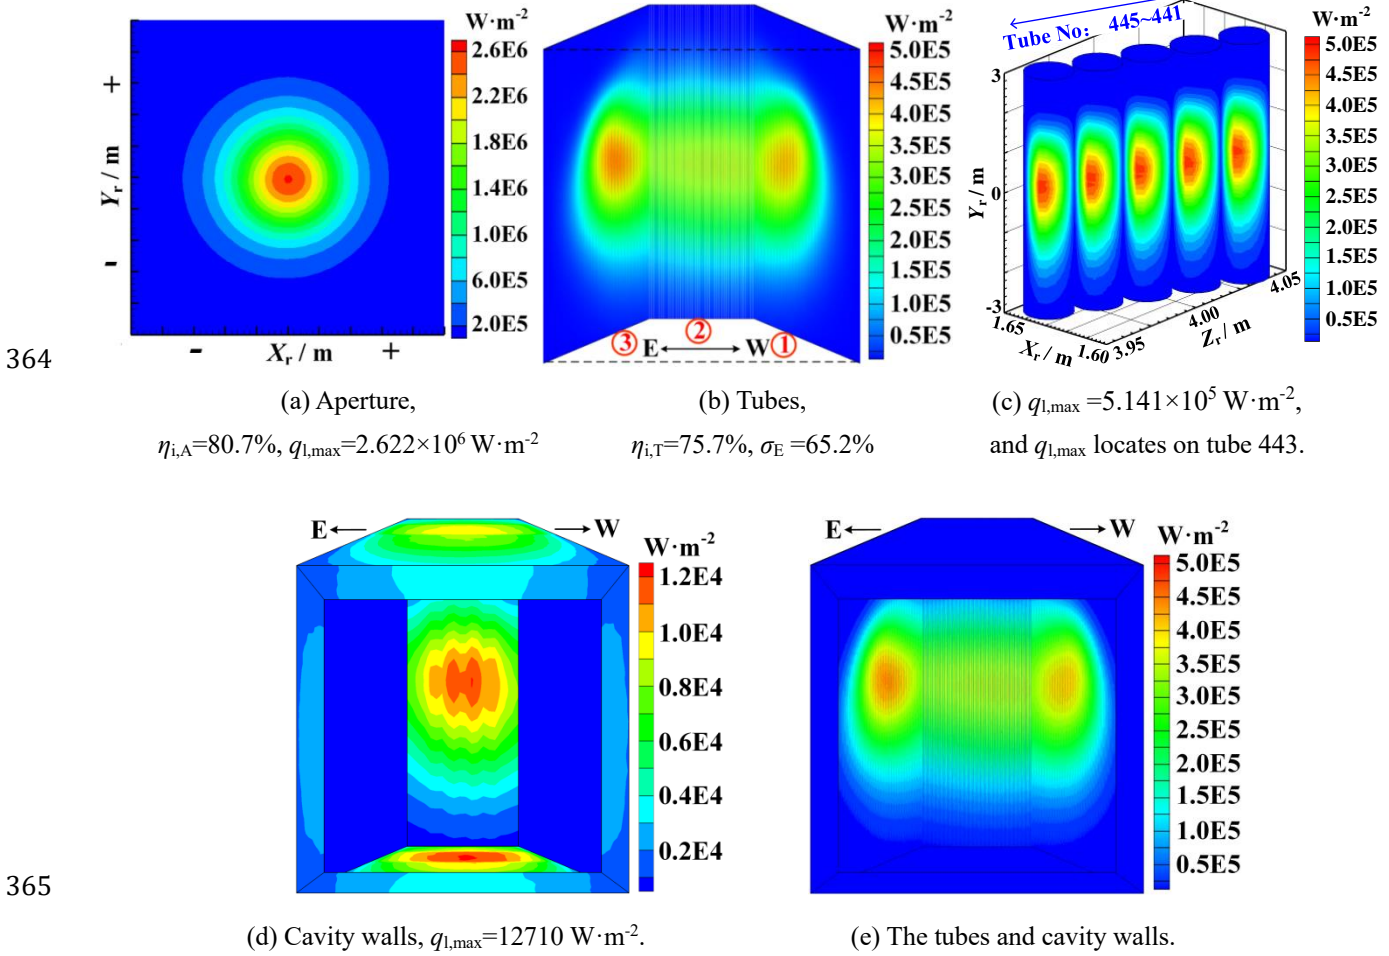 W·m-2
2.6E6
2.2E6
1.8E6
1.4E6
1.0E6
6.0E5
2.0E5
+
Yr / m
-
- Xr / m +
W·m-2
5.0E5
4.5E5
4.0E5
3.5E5
3.0E5
2.5E5
2.0E5
1.5E5
1.0E5
0.5E5
③ E ② W ①
Tube No: 445~441
W·m-2
5.0E5
4.5E5
4.0E5
3.5E5
3.0E5
2.5E5
2.0E5
1.5E5
1.0E5
0.5E5
3
0
-3
Yr / m
1.65
Xr / m
1.60
3.95
4.00
Zr / m
4.05
364
(a) Aperture,
ηi,A=80.7%, ql,max=2.622×106 W·m-2
(b) Tubes,
ηi,T=75.7%, σE =65.2%
(c) ql,max =5.141×105 W·m-2,
and ql,max locates on tube 443.
E W
W·m-2
1.2E4
1.0E4
0.8E4
0.6E4
0.4E4
0.2E4
E W
W·m-2
5.0E5
4.5E5
4.0E5
3.5E5
3.0E5
2.5E5
2.0E5
1.5E5
1.0E5
0.5E5
365
(d) Cavity walls, ql,max=12710 W·m-2.
(e) The tubes and cavity walls.